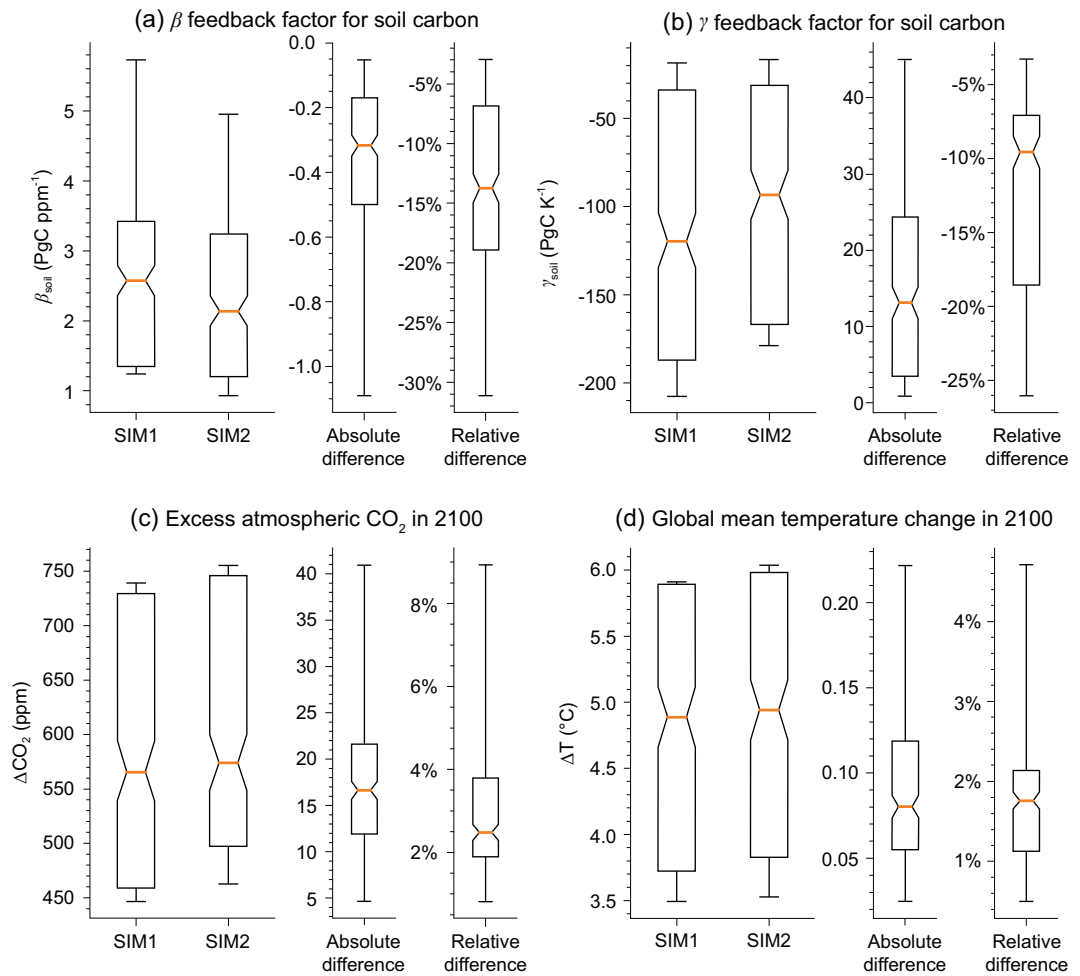 (a) β feedback factor for soil carbon
βsoil (PgC ppm-1)
5
4
3
2
1
SIM1
SIM2
0.0
-0.2
-0.4
-0.6
-0.8
-1.0
Absolute
difference
-5%
-10%
-15%
-20%
-25%
-30%
Relative
difference
(b) γ feedback factor for soil carbon
γsoil (PgC K-1)
-50
-100
-150
-200
SIM1
SIM2
40
30
20
10
0
Absolute
difference
-5%
-10%
-15%
-20%
-25%
Relative
difference
(c) Excess atmospheric CO2 in 2100
ΔCO2 (ppm)
750
700
650
600
550
500
450
SIM1
SIM2
40
35
30
25
20
15
10
5
Absolute
difference
8%
6%
4%
2%
Relative
difference
(d) Global mean temperature change in 2100
ΔT (°C)
6.0
5.5
5.0
4.5
4.0
3.5
SIM1
SIM2
0.20
0.15
0.10
0.05
Absolute
difference
4%
3%
2%
1%
Relative
difference